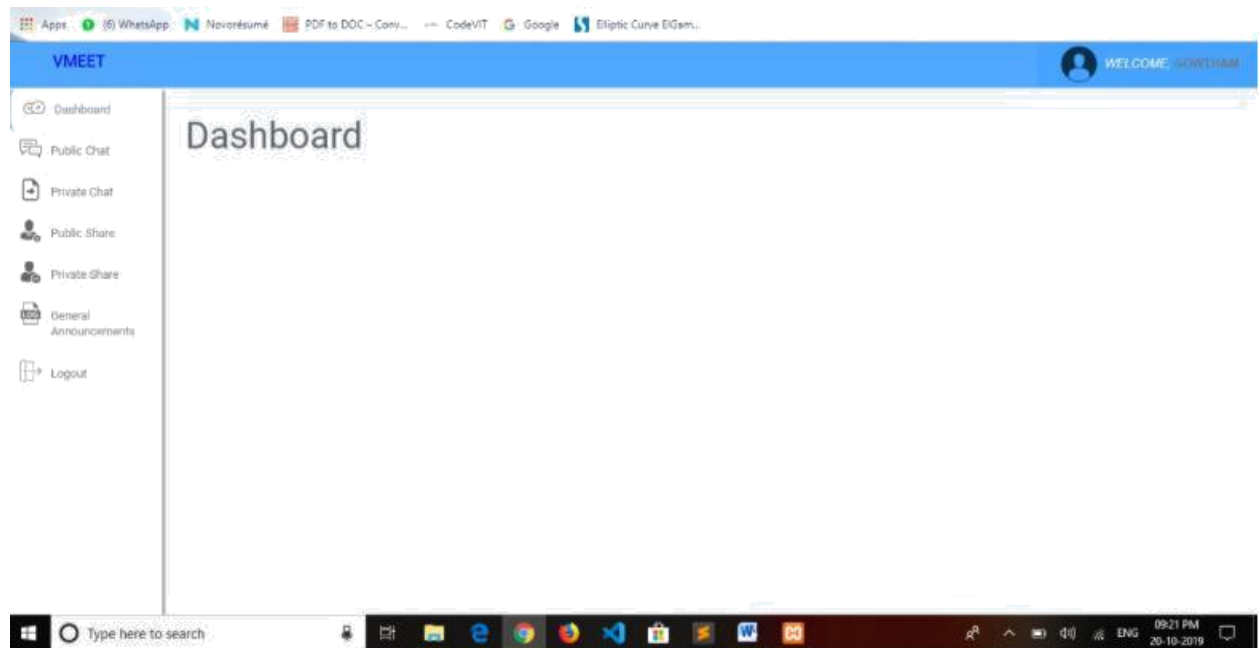 Apps (6) WhatsApp Novorésumé PDF to DOC – Conv... CodeVIT Google Elliptic Curve ElGam...
VMEET
WELCOME, GOWTHAM
Dashboard
Public Chat
Private Chat
Public Share
Private Share
General
Announcements
Logout
Dashboard
Type here to search
ENG
09:21 PM
20-10-2019